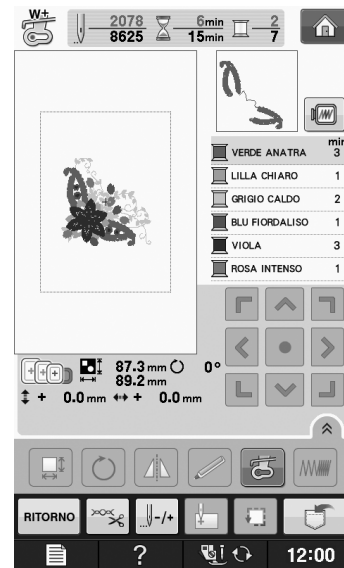 W+
2078 6min 2
8625 15min 7
min
VERDE ANATRA 3
LILLA CHIARO 1
GRIGIO CALDO 2
BLU FIORDALISO 1
VIOLA 3
ROSA INTENSO 1
87.3 mm 0°
89.2 mm
+ 0.0 mm + 0.0 mm
RITORNO -/+
? 12:00